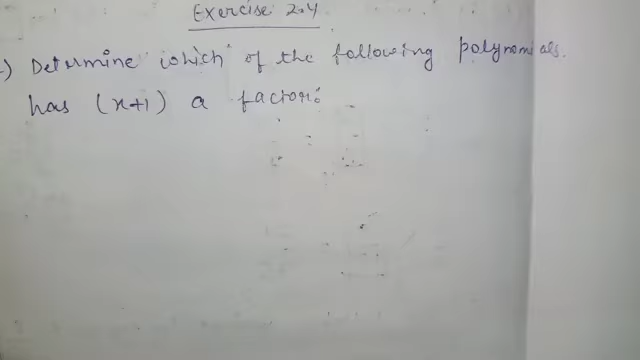 Exercise 2.4
) Determine which of the following polynomials.
has (x+1) a factor: